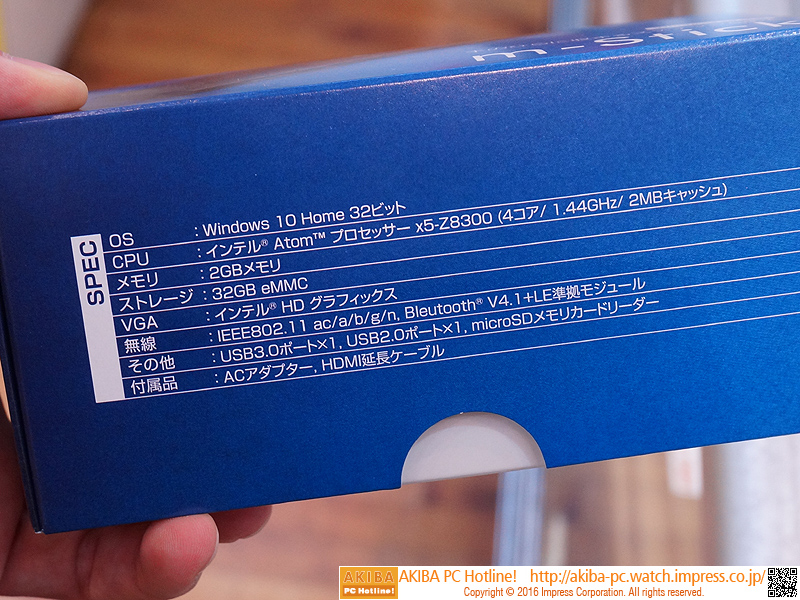 m-Stick
SPEC
OS : Windows 10 Home 32ビット
CPU : インテル® Atom™ プロセッサー x5-Z8300 (4コア/ 1.44GHz/ 2MBキャッシュ)
メモリ : 2GBメモリ
ストレージ : 32GB eMMC
VGA : インテル® HD グラフィックス
無線 : IEEE802.11 ac/a/b/g/n, Bleutooth® V4.1+LE準拠モジュール
その他 : USB3.0ポート×1, USB2.0ポート×1, microSDメモリカードリーダー
付属品 : ACアダプター, HDMI延長ケーブル
AKIBA PC Hotline! AKIBA PC Hotline! http://akiba-pc.watch.impress.co.jp/
Copyright © 2016 Impress Corporation. All rights reserved.